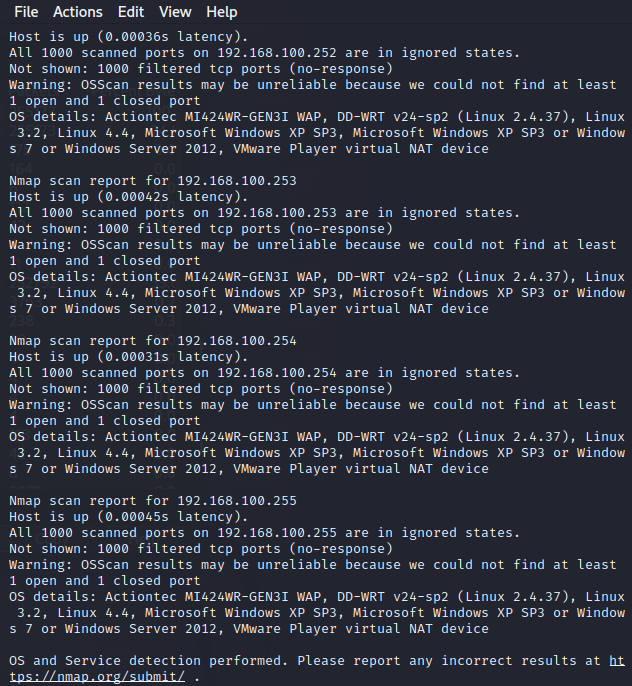 File Actions Edit View Help
Host is up (0.00036s latency).
All 1000 scanned ports on 192.168.100.252 are in ignored states.
Not shown: 1000 filtered tcp ports (no-response)
Warning: OSScan results may be unreliable because we could not find at least
1 open and 1 closed port
OS details: Actiontec MI424WR-GEN3I WAP, DD-WRT v24-sp2 (Linux 2.4.37), Linux
 3.2, Linux 4.4, Microsoft Windows XP SP3, Microsoft Windows XP SP3 or Window
s 7 or Windows Server 2012, VMware Player virtual NAT device

Nmap scan report for 192.168.100.253
Host is up (0.00042s latency).
All 1000 scanned ports on 192.168.100.253 are in ignored states.
Not shown: 1000 filtered tcp ports (no-response)
Warning: OSScan results may be unreliable because we could not find at least
1 open and 1 closed port
OS details: Actiontec MI424WR-GEN3I WAP, DD-WRT v24-sp2 (Linux 2.4.37), Linux
 3.2, Linux 4.4, Microsoft Windows XP SP3, Microsoft Windows XP SP3 or Window
s 7 or Windows Server 2012, VMware Player virtual NAT device

Nmap scan report for 192.168.100.254
Host is up (0.00031s latency).
All 1000 scanned ports on 192.168.100.254 are in ignored states.
Not shown: 1000 filtered tcp ports (no-response)
Warning: OSScan results may be unreliable because we could not find at least
1 open and 1 closed port
OS details: Actiontec MI424WR-GEN3I WAP, DD-WRT v24-sp2 (Linux 2.4.37), Linux
 3.2, Linux 4.4, Microsoft Windows XP SP3, Microsoft Windows XP SP3 or Window
s 7 or Windows Server 2012, VMware Player virtual NAT device

Nmap scan report for 192.168.100.255
Host is up (0.00045s latency).
All 1000 scanned ports on 192.168.100.255 are in ignored states.
Not shown: 1000 filtered tcp ports (no-response)
Warning: OSScan results may be unreliable because we could not find at least
1 open and 1 closed port
OS details: Actiontec MI424WR-GEN3I WAP, DD-WRT v24-sp2 (Linux 2.4.37), Linux
 3.2, Linux 4.4, Microsoft Windows XP SP3, Microsoft Windows XP SP3 or Window
s 7 or Windows Server 2012, VMware Player virtual NAT device

OS and Service detection performed. Please report any incorrect results at ht
tps://nmap.org/submit/ .